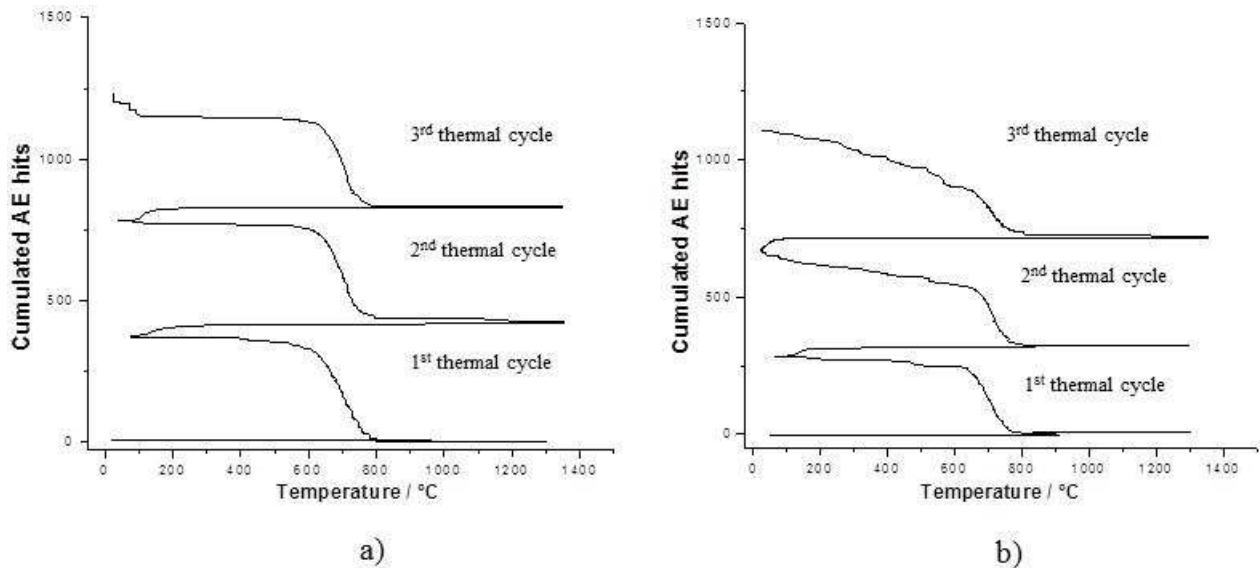 1500
1000
500
0
Cumulated AE hits
3rd thermal cycle
2nd thermal cycle
1st thermal cycle
0 200 400 600 800 1000 1200 1400
Temperature / °C
a)
1500
1000
500
0
Cumulated AE hits
3rd thermal cycle
2nd thermal cycle
1st thermal cycle
0 200 400 600 800 1000 1200 1400
Temperature / °C
b)